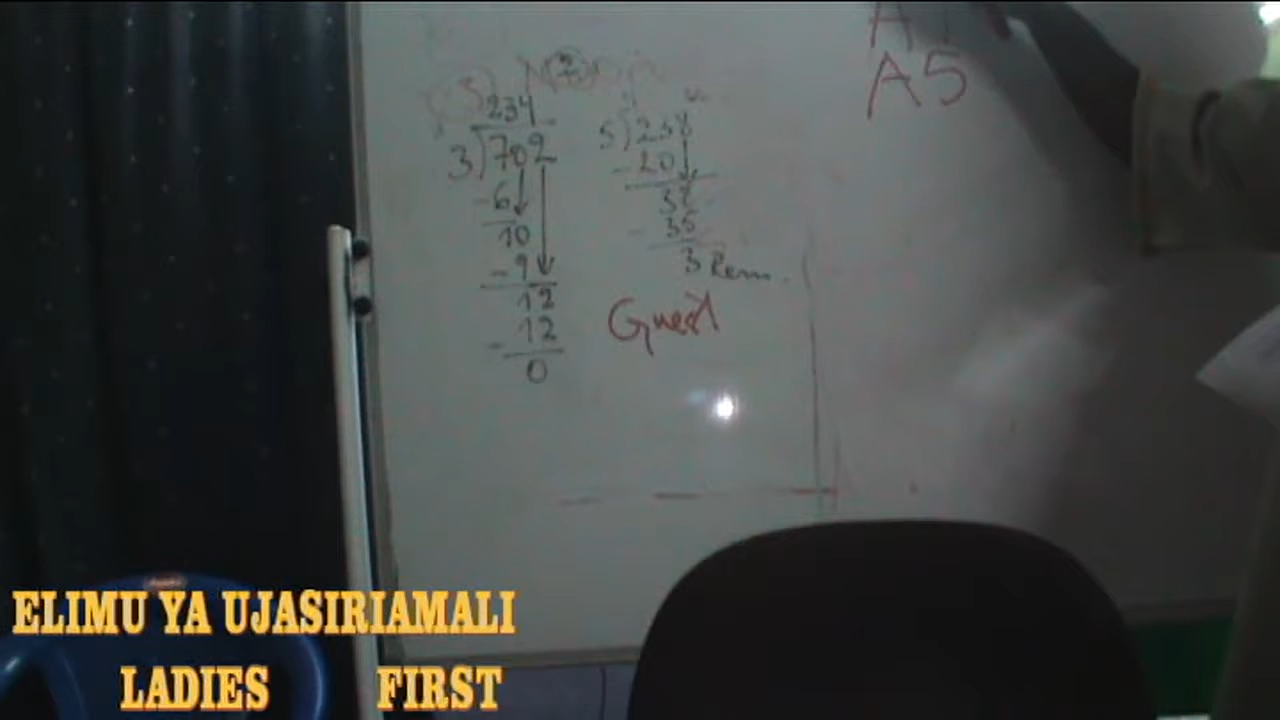 234
3)702
-6
10
-9
12
-12
0
5)258
-20
38
-35
3 Rem.
Guest
A5
ELIMU YA UJASIRIAMALI
LADIES FIRST